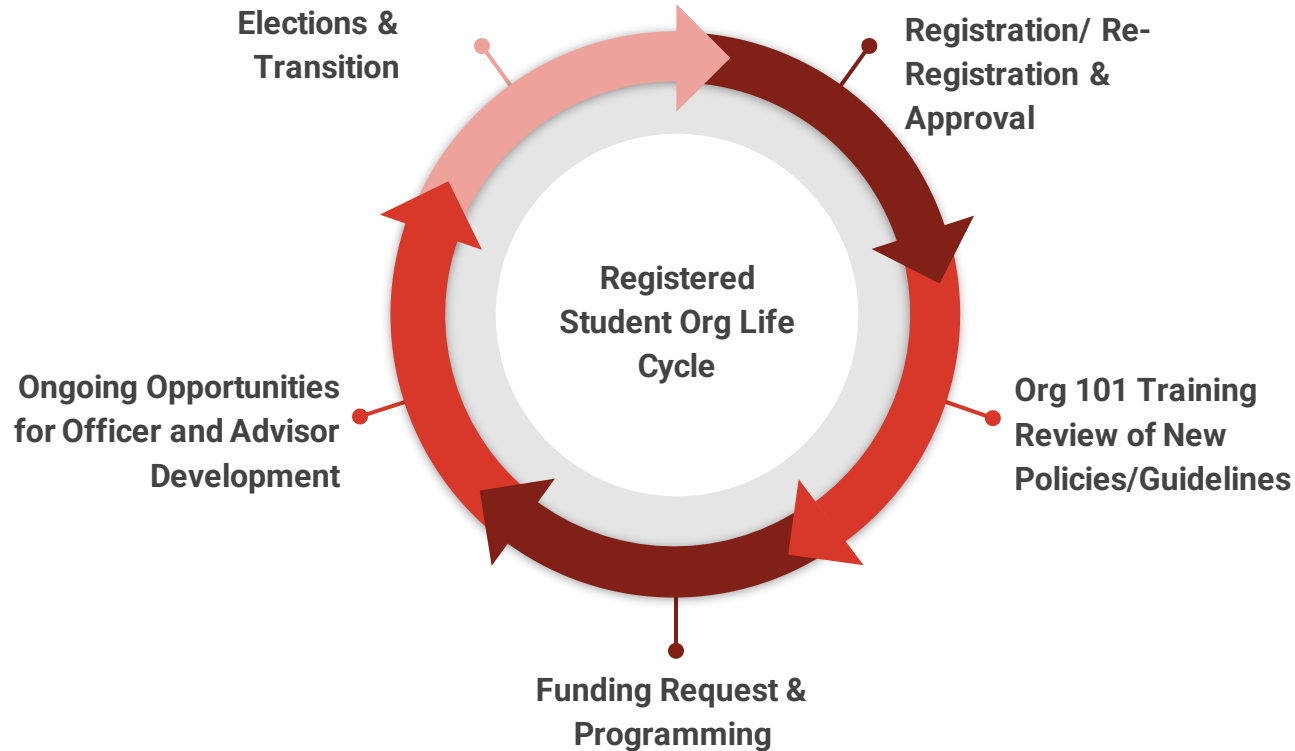 Elections &
Transition
Registration/ Re-
Registration &
Approval
Registered
Student Org Life
Cycle
Ongoing Opportunities
for Officer and Advisor
Development
Org 101 Training
Review of New
Policies/Guidelines
Funding Request &
Programming